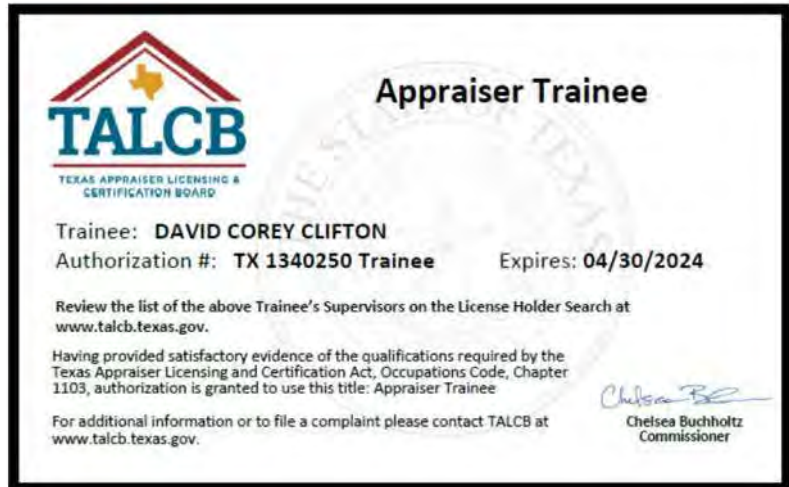 Appraiser Trainee
TALCB
TEXAS APPRAISER LICENSING &
CERTIFICATION BOARD
THE STATE OF TEXAS
Trainee: DAVID COREY CLIFTON
Authorization #: TX 1340250 Trainee Expires: 04/30/2024
Review the list of the above Trainee's Supervisors on the License Holder Search at
www.talcb.texas.gov.
Having provided satisfactory evidence of the qualifications required by the
Texas Appraiser Licensing and Certification Act, Occupations Code, Chapter
1103, authorization is granted to use this title: Appraiser Trainee
For additional information or to file a complaint please contact TALCB at
www.talcb.texas.gov.
Chelsea Buchholtz
Commissioner